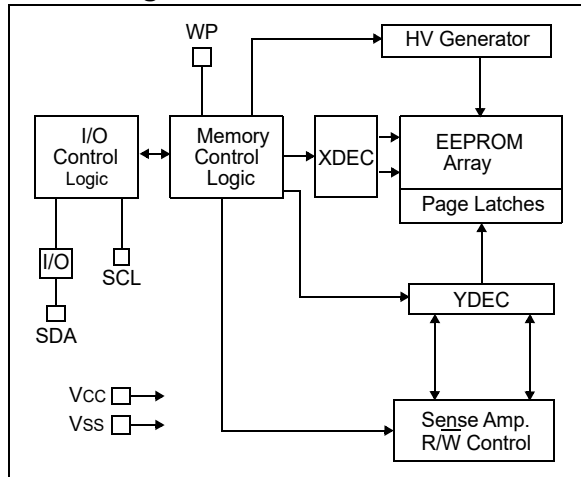 WP
HV Generator
I/O
Control
Logic
Memory
Control
Logic
XDEC
EEPROM
Array
Page Latches
I/O
SCL
SDA
YDEC
VCC
VSS
Sense Amp.
R/W̅ Control